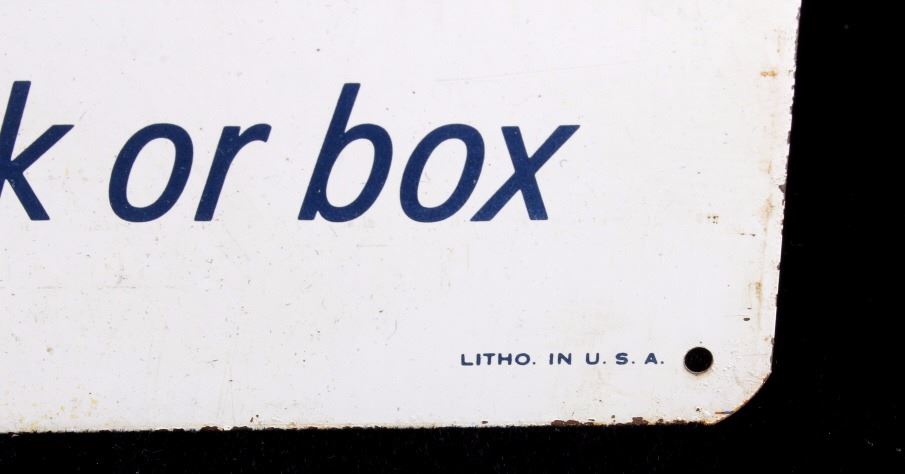 k or box
LITHO. IN U. S. A.